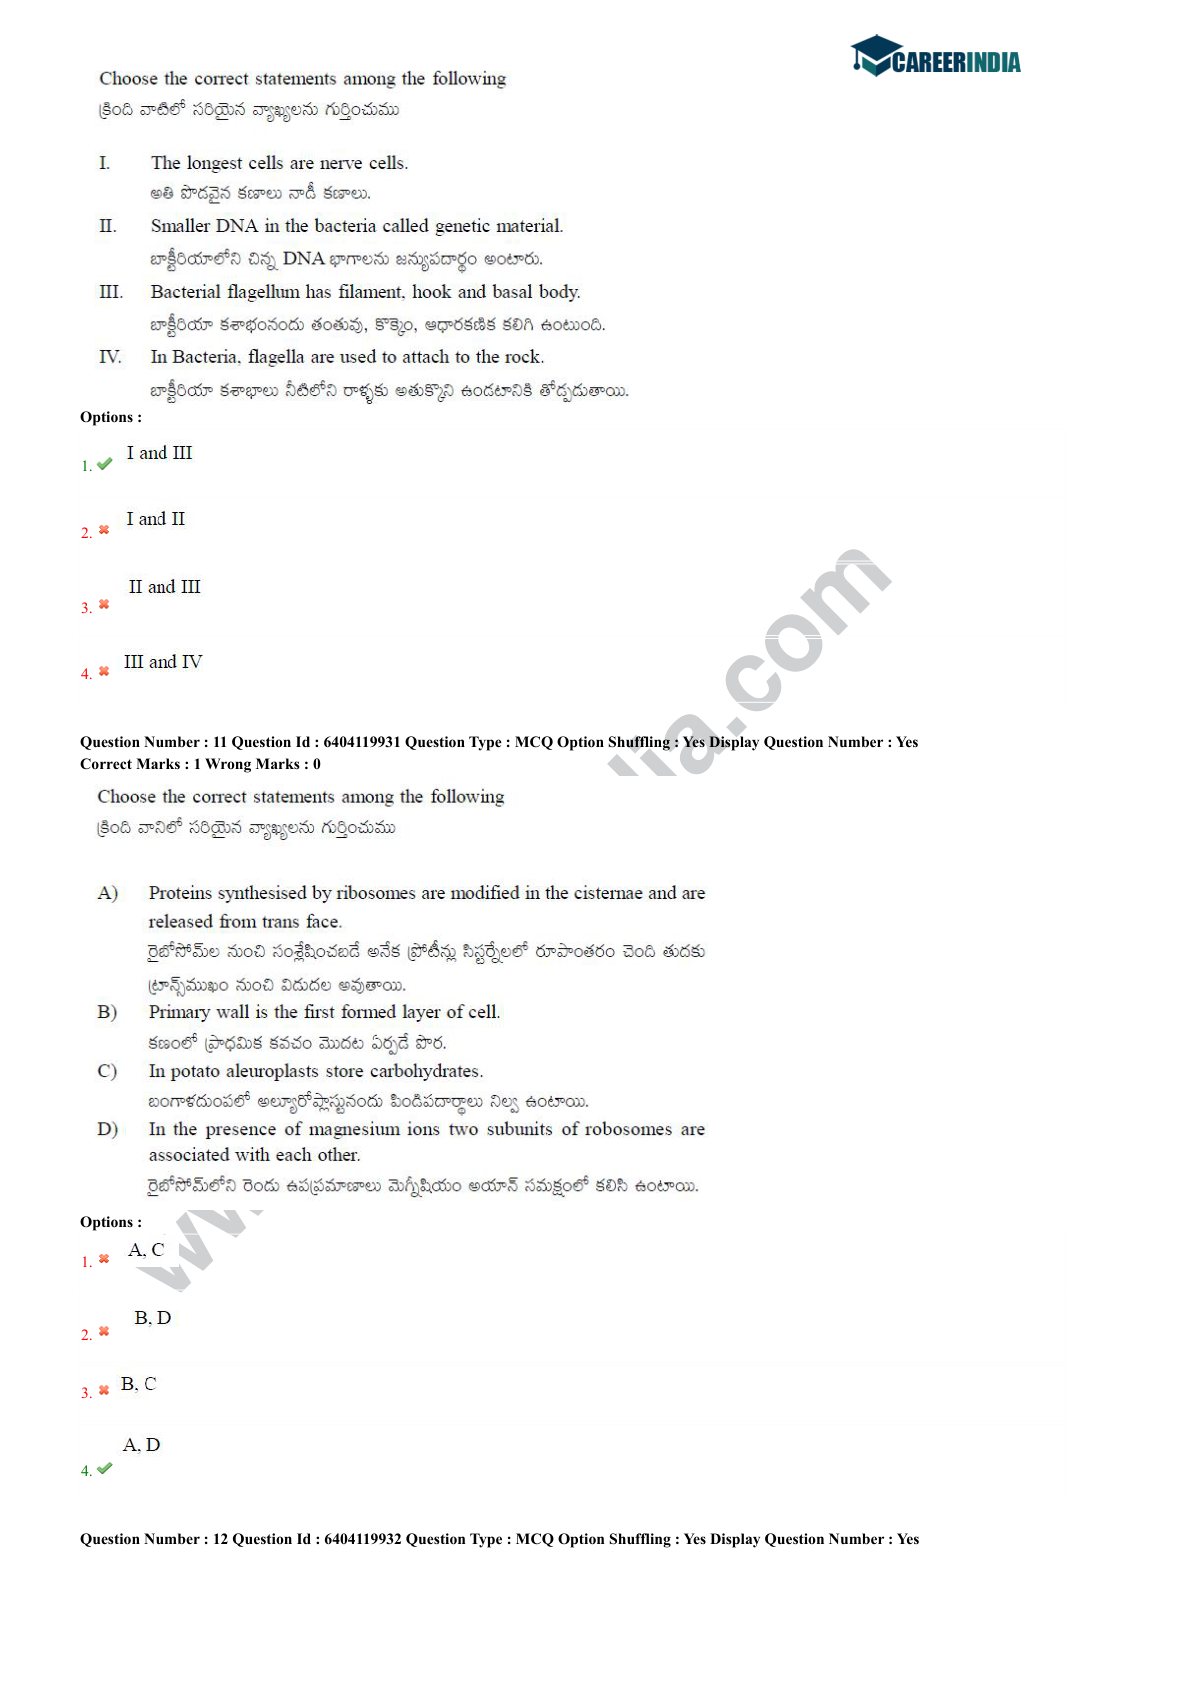 CAREERINDIA
Choose the correct statements among the following
క్రింది వాటిలో సరియైన వ్యాఖ్యలను గుర్తించుము
I. The longest cells are nerve cells.
అతి పొడవైన కణాలు నాడీ కణాలు.
II. Smaller DNA in the bacteria called genetic material.
బాక్టీరియాలోని చిన్న DNA భాగాలను జన్యుపదార్థం అంటారు.
III. Bacterial flagellum has filament, hook and basal body.
బాక్టీరియా కశాభంనందు తంతువు, కొక్కెం, ఆధారకణిక కలిగి ఉంటుంది.
IV. In Bacteria, flagella are used to attach to the rock.
బాక్టీరియా కశాభాలు నీటిలోని రాళ్ళకు అతుక్కొని ఉండటానికి తోడ్పడుతాయి.
Options :
I and III
1.
I and II
2.
II and III
3.
III and IV
4.
Question Number : 11 Question Id : 6404119931 Question Type : MCQ Option Shuffling : Yes Display Question Number : Yes
Correct Marks : 1 Wrong Marks : 0
Choose the correct statements among the following
క్రింది వానిలో సరియైన వ్యాఖ్యలను గుర్తించుము
A) Proteins synthesised by ribosomes are modified in the cisternae and are
released from trans face.
రైబోసోమ్‌ల నుంచి సంశ్లేషించబడే అనేక ప్రోటీన్లు సిస్టర్నేలలో రూపాంతరం చెంది తుదకు
ట్రాన్స్‌ముఖం నుంచి విడుదల అవుతాయి.
B) Primary wall is the first formed layer of cell.
కణంలో ప్రాధమిక కవచం మొదట ఏర్పడే పొర.
C) In potato aleuroplasts store carbohydrates.
బంగాళదుంపలో అల్యూరోప్లాస్టునందు పిండిపదార్థాలు నిల్వ ఉంటాయి.
D) In the presence of magnesium ions two subunits of robosomes are
associated with each other.
రైబోసోమ్‌లోని రెండు ఉపప్రమాణాలు మెగ్నీషియం అయాన్ సమక్షంలో కలిసి ఉంటాయి.
Options :
A, C
1.
B, D
2.
B, C
3.
A, D
4.
Question Number : 12 Question Id : 6404119932 Question Type : MCQ Option Shuffling : Yes Display Question Number : Yes